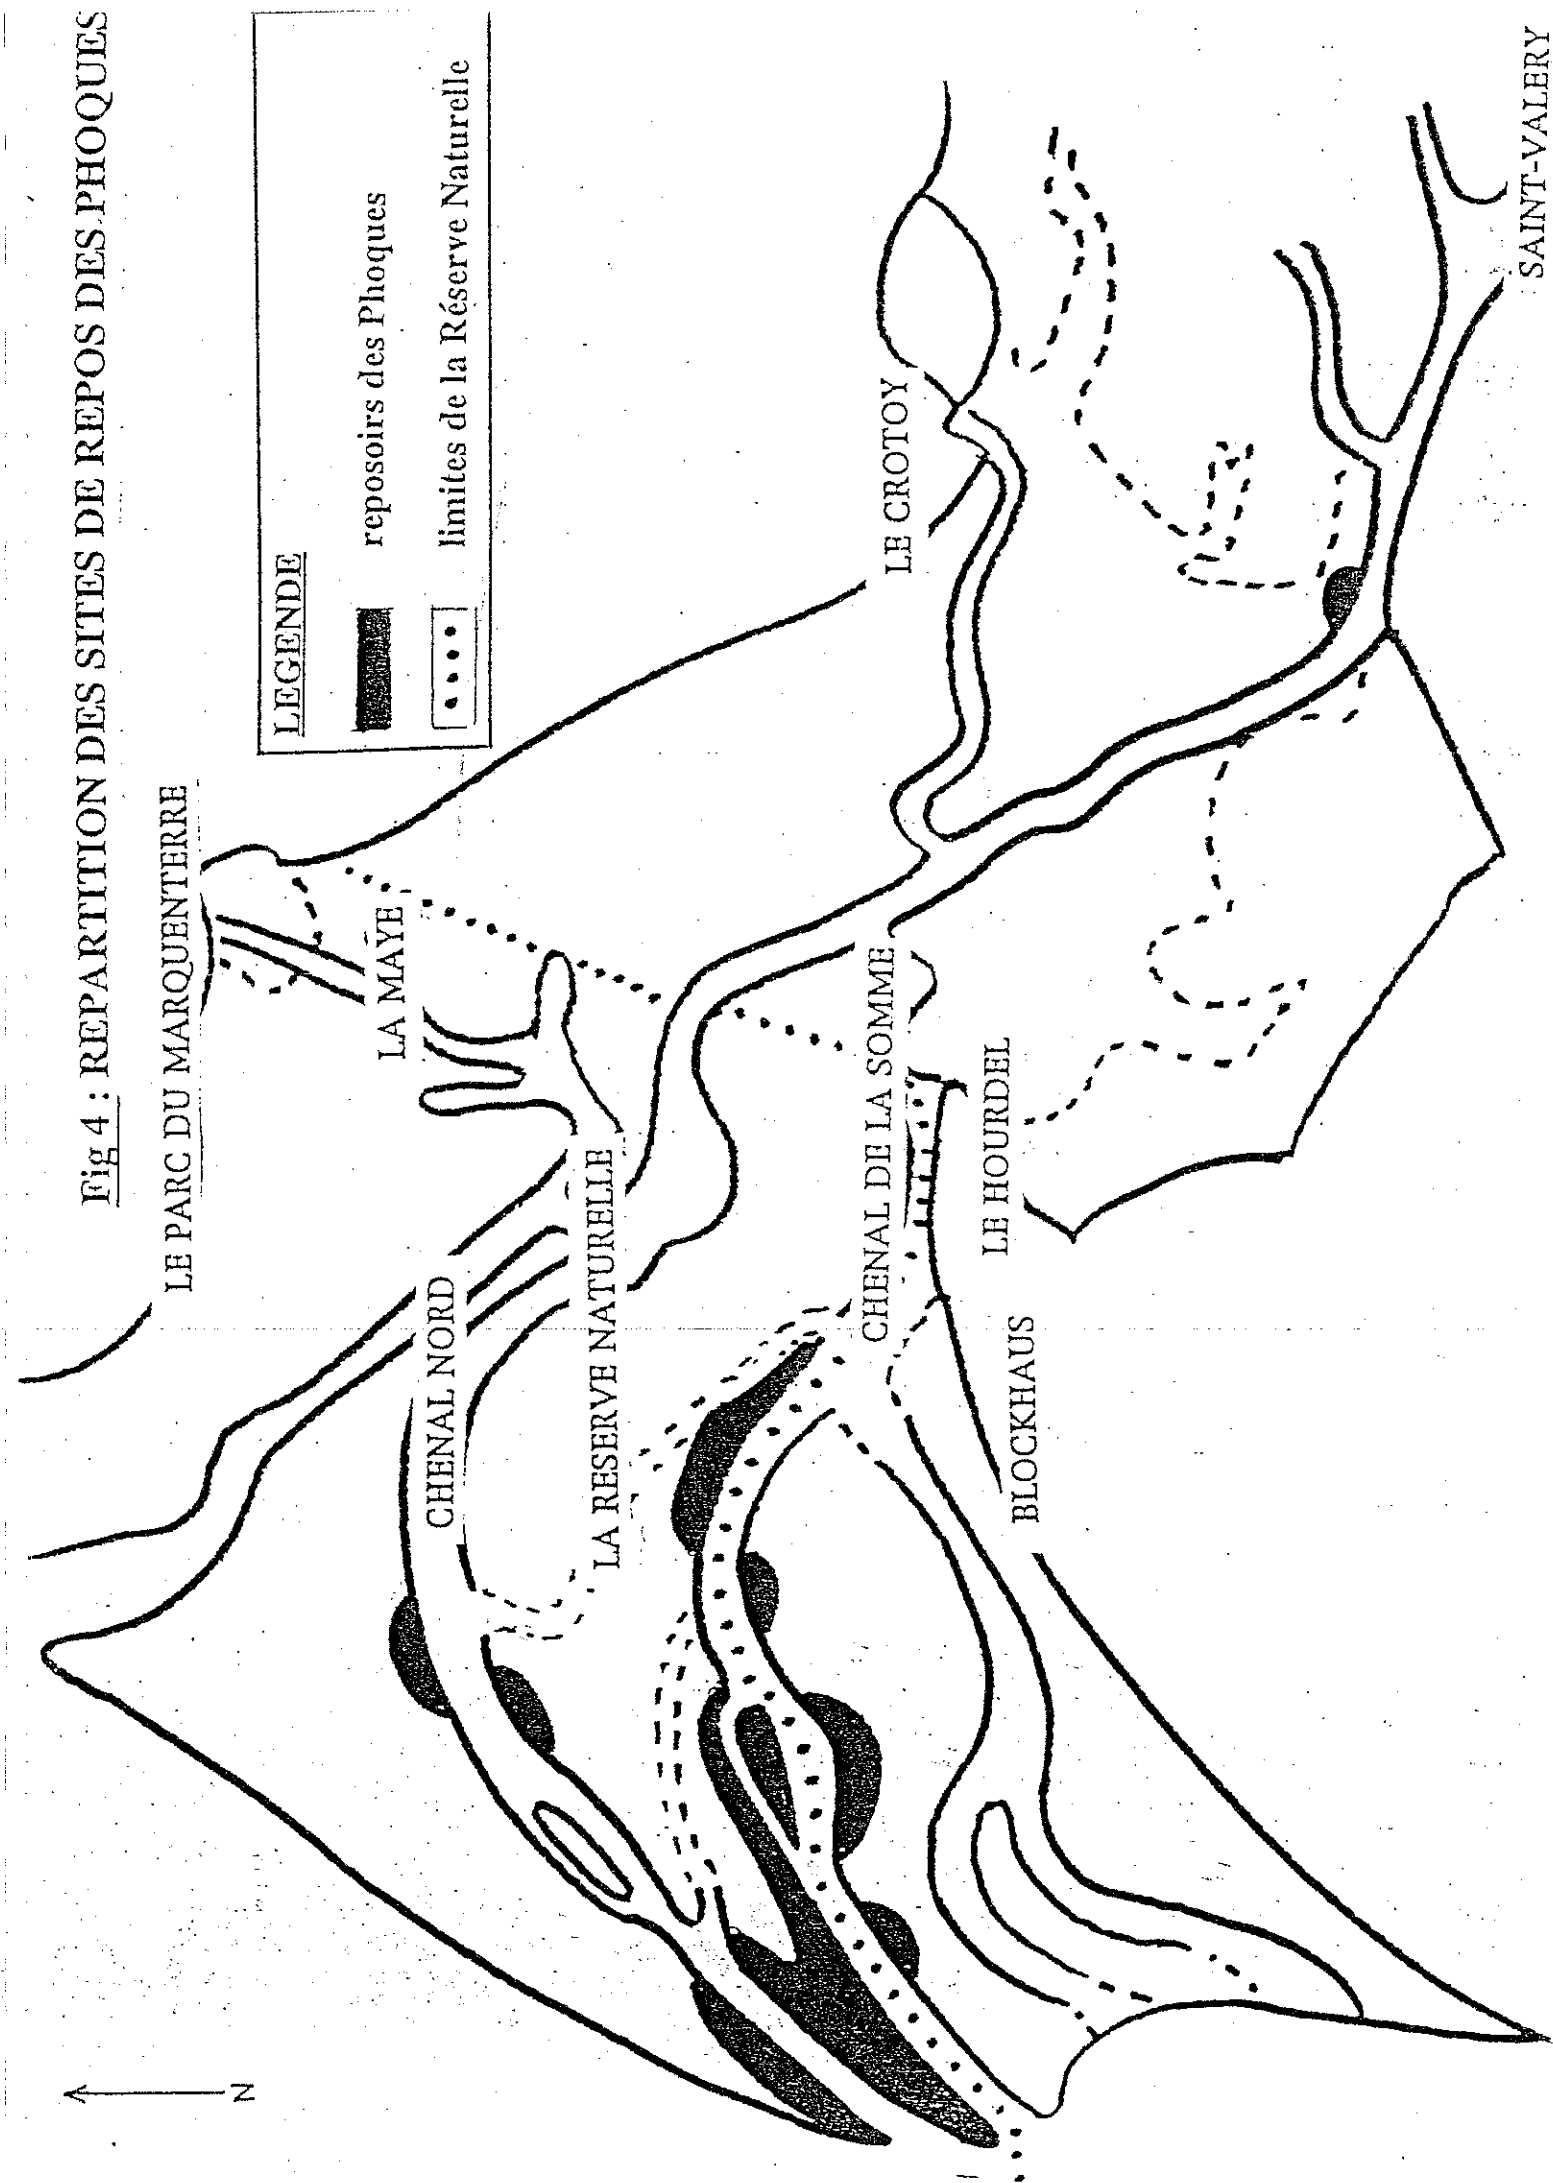 Fig 4 : REPARTITION DES SITES DE REPOS DES PHOQUES
LE PARC DU MARQUENTERRE
LEGENDE
reposoirs des Phoques
limites de la Réserve Naturelle
LA MAYE
CHENAL NORD
LA RESERVE NATURELLE
LE CROTOY
CHENAL DE LA SOMME
LE HOURDEL
BLOCKHAUS
SAINT-VALERY
N